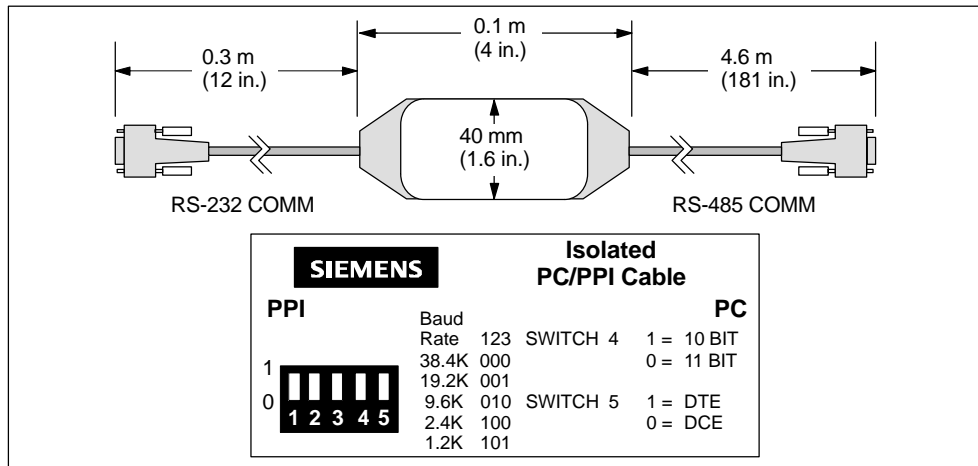 0.1 m
(4 in.)
0.3 m
(12 in.)
4.6 m
(181 in.)
40 mm
(1.6 in.)
RS-232 COMM
RS-485 COMM
SIEMENS
Isolated
PC/PPI Cable
PPI
PC
Baud
Rate 123 SWITCH 4 1 = 10 BIT
38.4K 000 0 = 11 BIT
19.2K 001
9.6K 010 SWITCH 5 1 = DTE
2.4K 100 0 = DCE
1.2K 101
1
0
1 2 3 4 5